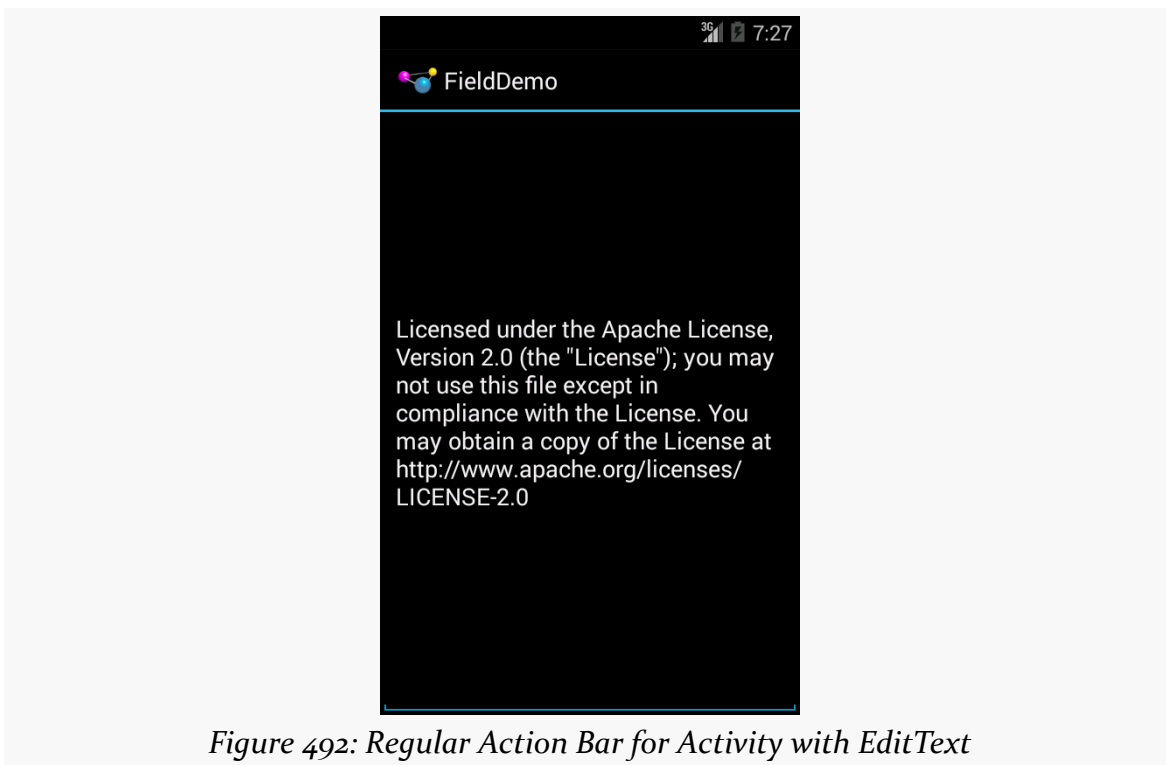 3G 7:27
FieldDemo
Licensed under the Apache License,
Version 2.0 (the "License"); you may
not use this file except in
compliance with the License. You
may obtain a copy of the License at
http://www.apache.org/licenses/
LICENSE-2.0
Figure 492: Regular Action Bar for Activity with EditText